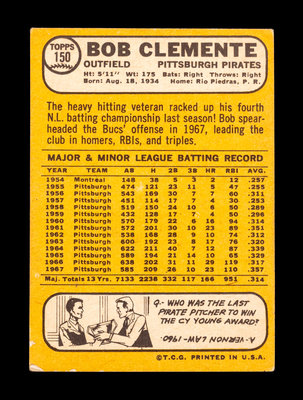 TOPPS
150
BOB CLEMENTE
OUTFIELD PITTSBURGH PIRATES
Ht: 5'11" Wt: 175 Bats: Right Throws: Right
Born: Aug. 18, 1934 Home: Rio Piedras, P. R.
The heavy hitting veteran racked up his fourth
N.L. batting championship last season! Bob spear-
headed the Bucs' offense in 1967, leading the
club in homers, RBIs, and triples.
MAJOR & MINOR LEAGUE BATTING RECORD
YEAR TEAM AB H 2B 3B HR RBI AVG.
1954 Montreal 148 38 5 3 2 12 .257
1955 Pittsburgh 474 121 23 11 5 47 .255
1956 Pittsburgh 543 169 30 7 7 60 .311
1957 Pittsburgh 451 114 17 7 4 30 .253
1958 Pittsburgh 519 150 24 10 6 50 .289
1959 Pittsburgh 432 128 17 7 4 50 .296
1960 Pittsburgh 570 179 22 6 16 94 .314
1961 Pittsburgh 572 201 30 10 23 89 .351
1962 Pittsburgh 538 168 28 9 10 74 .312
1963 Pittsburgh 600 192 23 8 17 76 .320
1964 Pittsburgh 622 211 40 7 12 87 .339
1965 Pittsburgh 589 194 21 14 10 65 .329
1966 Pittsburgh 638 202 31 11 29 119 .317
1967 Pittsburgh 585 209 26 10 23 110 .357
Maj. Totals 13 Yrs. 7133 2238 332 117 166 951 .314
Q- WHO WAS THE LAST
PIRATE PITCHER TO WIN
THE CY YOUNG AWARD?
A- VERNON LAW-1960.
© T.C.G. PRINTED IN U.S.A.